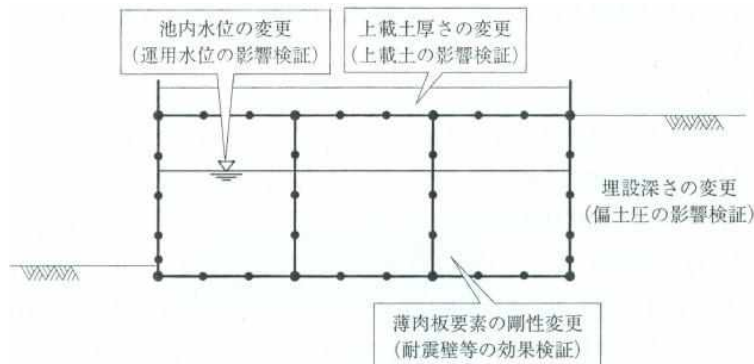 池内水位の変更
(運用水位の影響検証)
上載土厚さの変更
(上載土の影響検証)
埋設深さの変更
(偏土圧の影響検証)
薄肉板要素の剛性変更
(耐震壁等の効果検証)